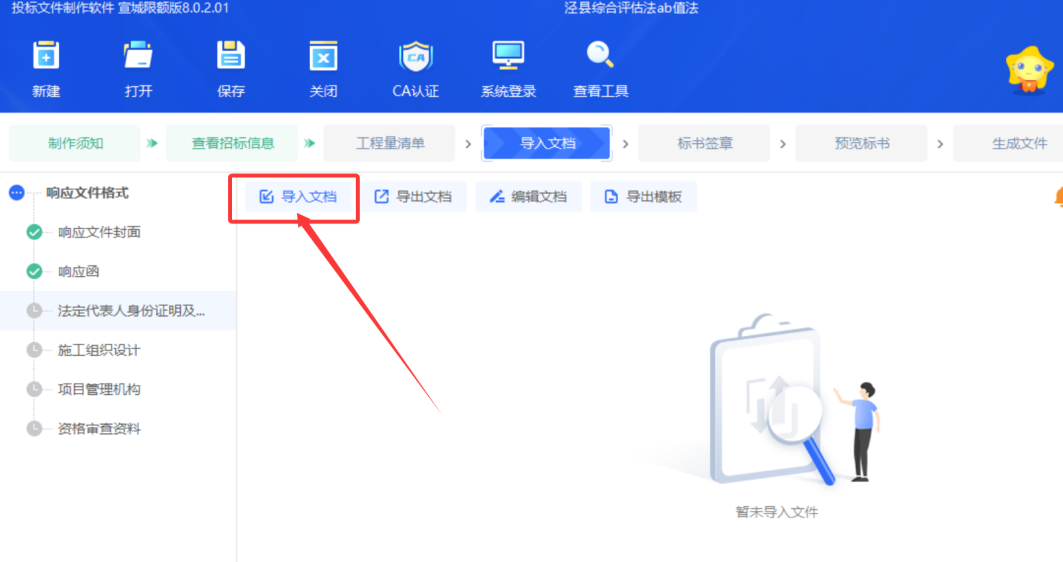 投标文件制作软件 宣城限额版8.0.2.01
泾县综合评估法ab值法
新建
打开
保存
关闭
CA
CA认证
系统登录
查看工具
制作须知
查看招标信息
工程量清单
导入文档
标书签章
预览标书
生成文件
响应文件格式
响应文件封面
响应函
法定代表人身份证明及...
施工组织设计
项目管理机构
资格审查资料
导入文档
导出文档
编辑文档
导出模板
暂未导入文件